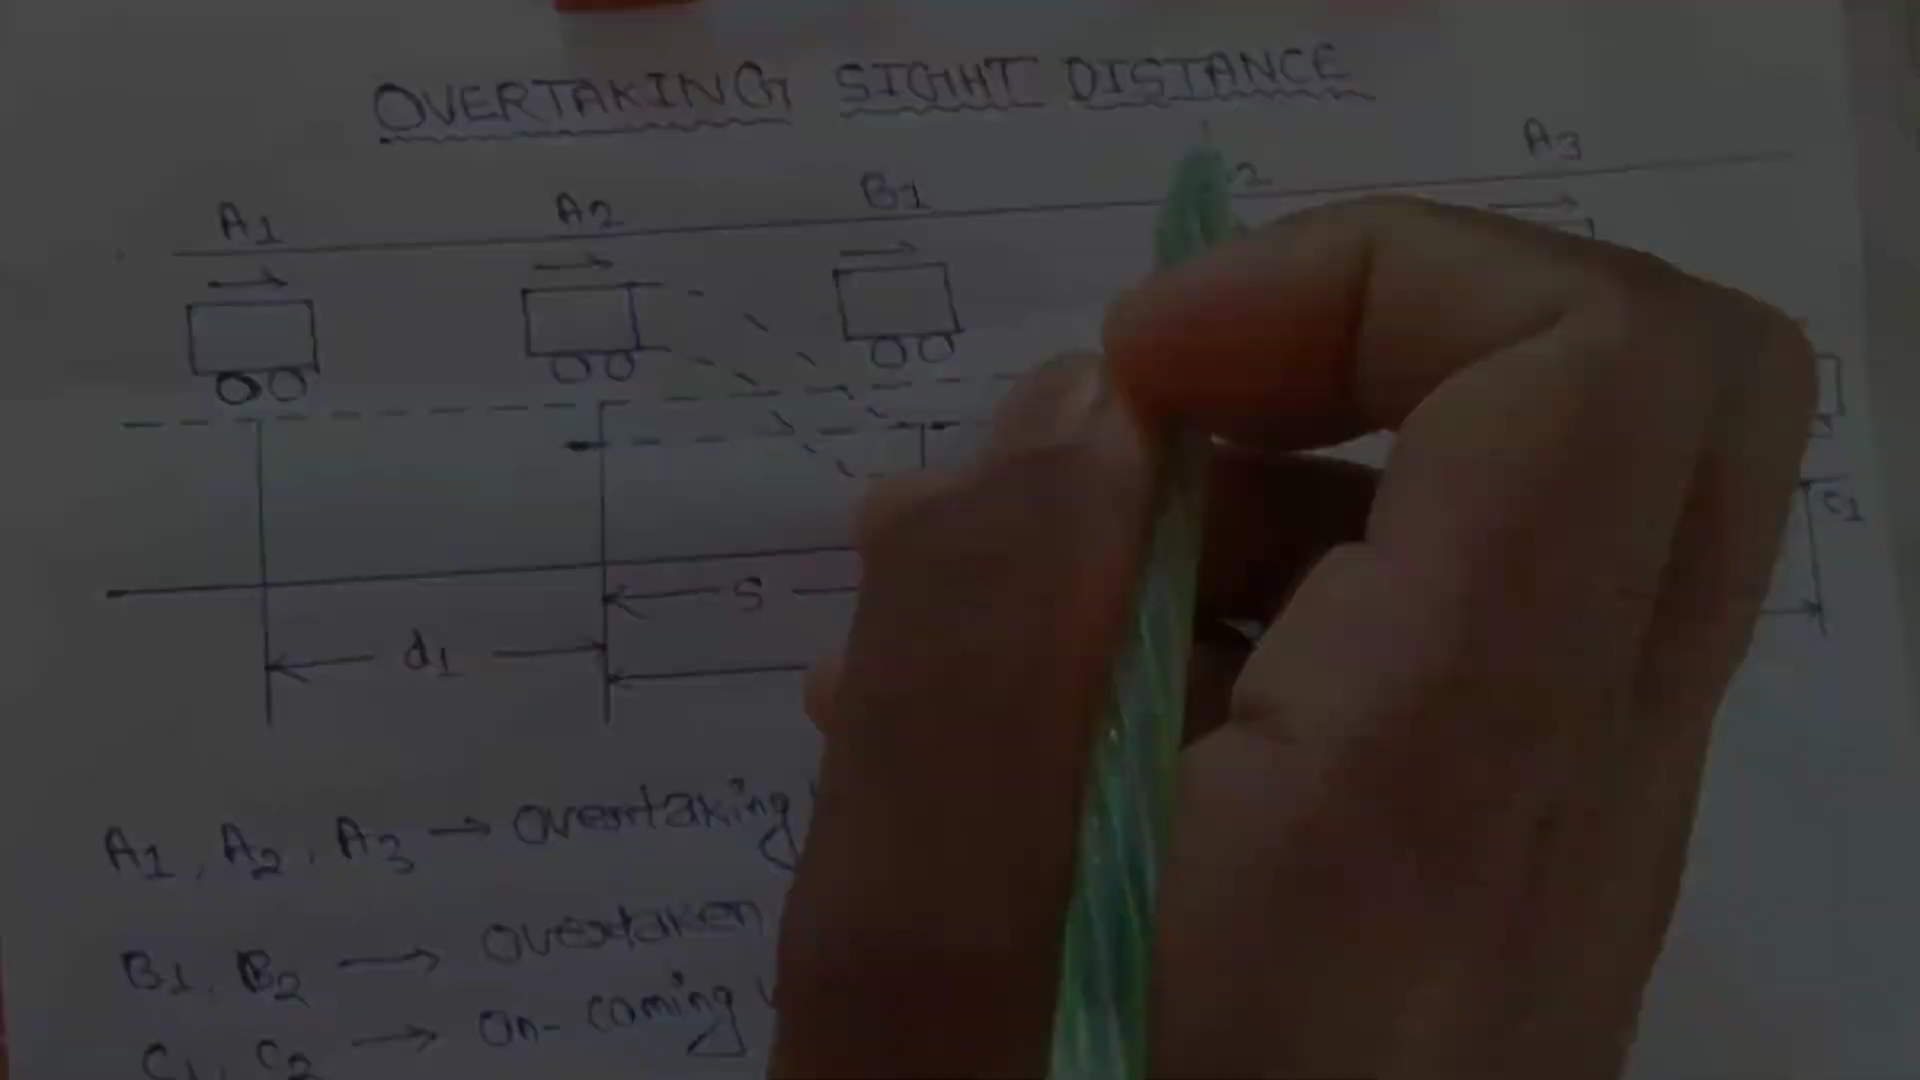 OVERTAKING SIGHT DISTANCE
A1 A2 B1 2 A3
C1
S
d1
A1, A2, A3 → overtaking
B1, B2 → overtaken
C1, C2 → on-coming